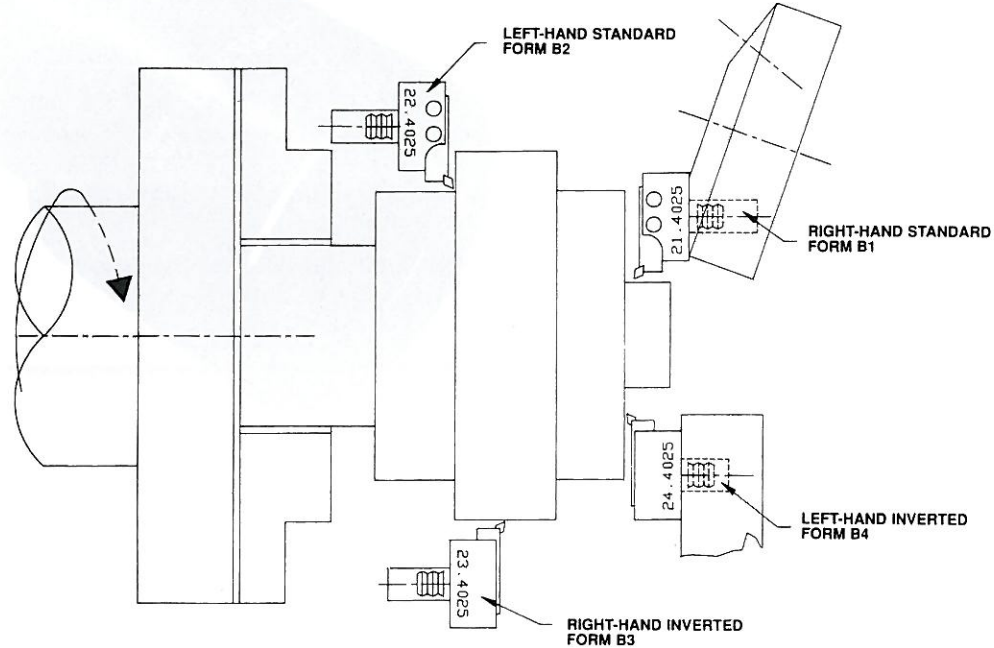 LEFT-HAND STANDARD
FORM B2
22.4025
21.4025
RIGHT-HAND STANDARD
FORM B1
24.4025
LEFT-HAND INVERTED
FORM B4
23.4025
RIGHT-HAND INVERTED
FORM B3